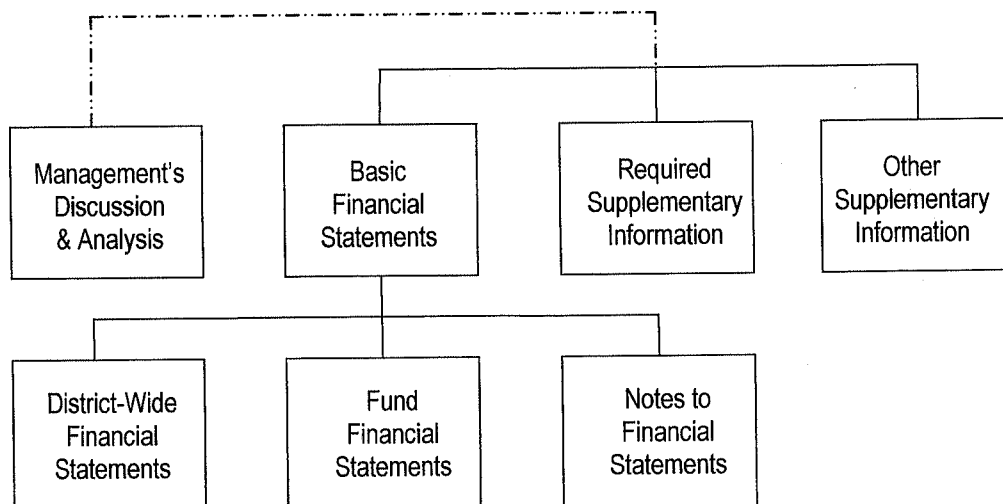 Management's
Discussion
& Analysis
Basic
Financial
Statements
Required
Supplementary
Information
Other
Supplementary
Information
District-Wide
Financial
Statements
Fund
Financial
Statements
Notes to
Financial
Statements